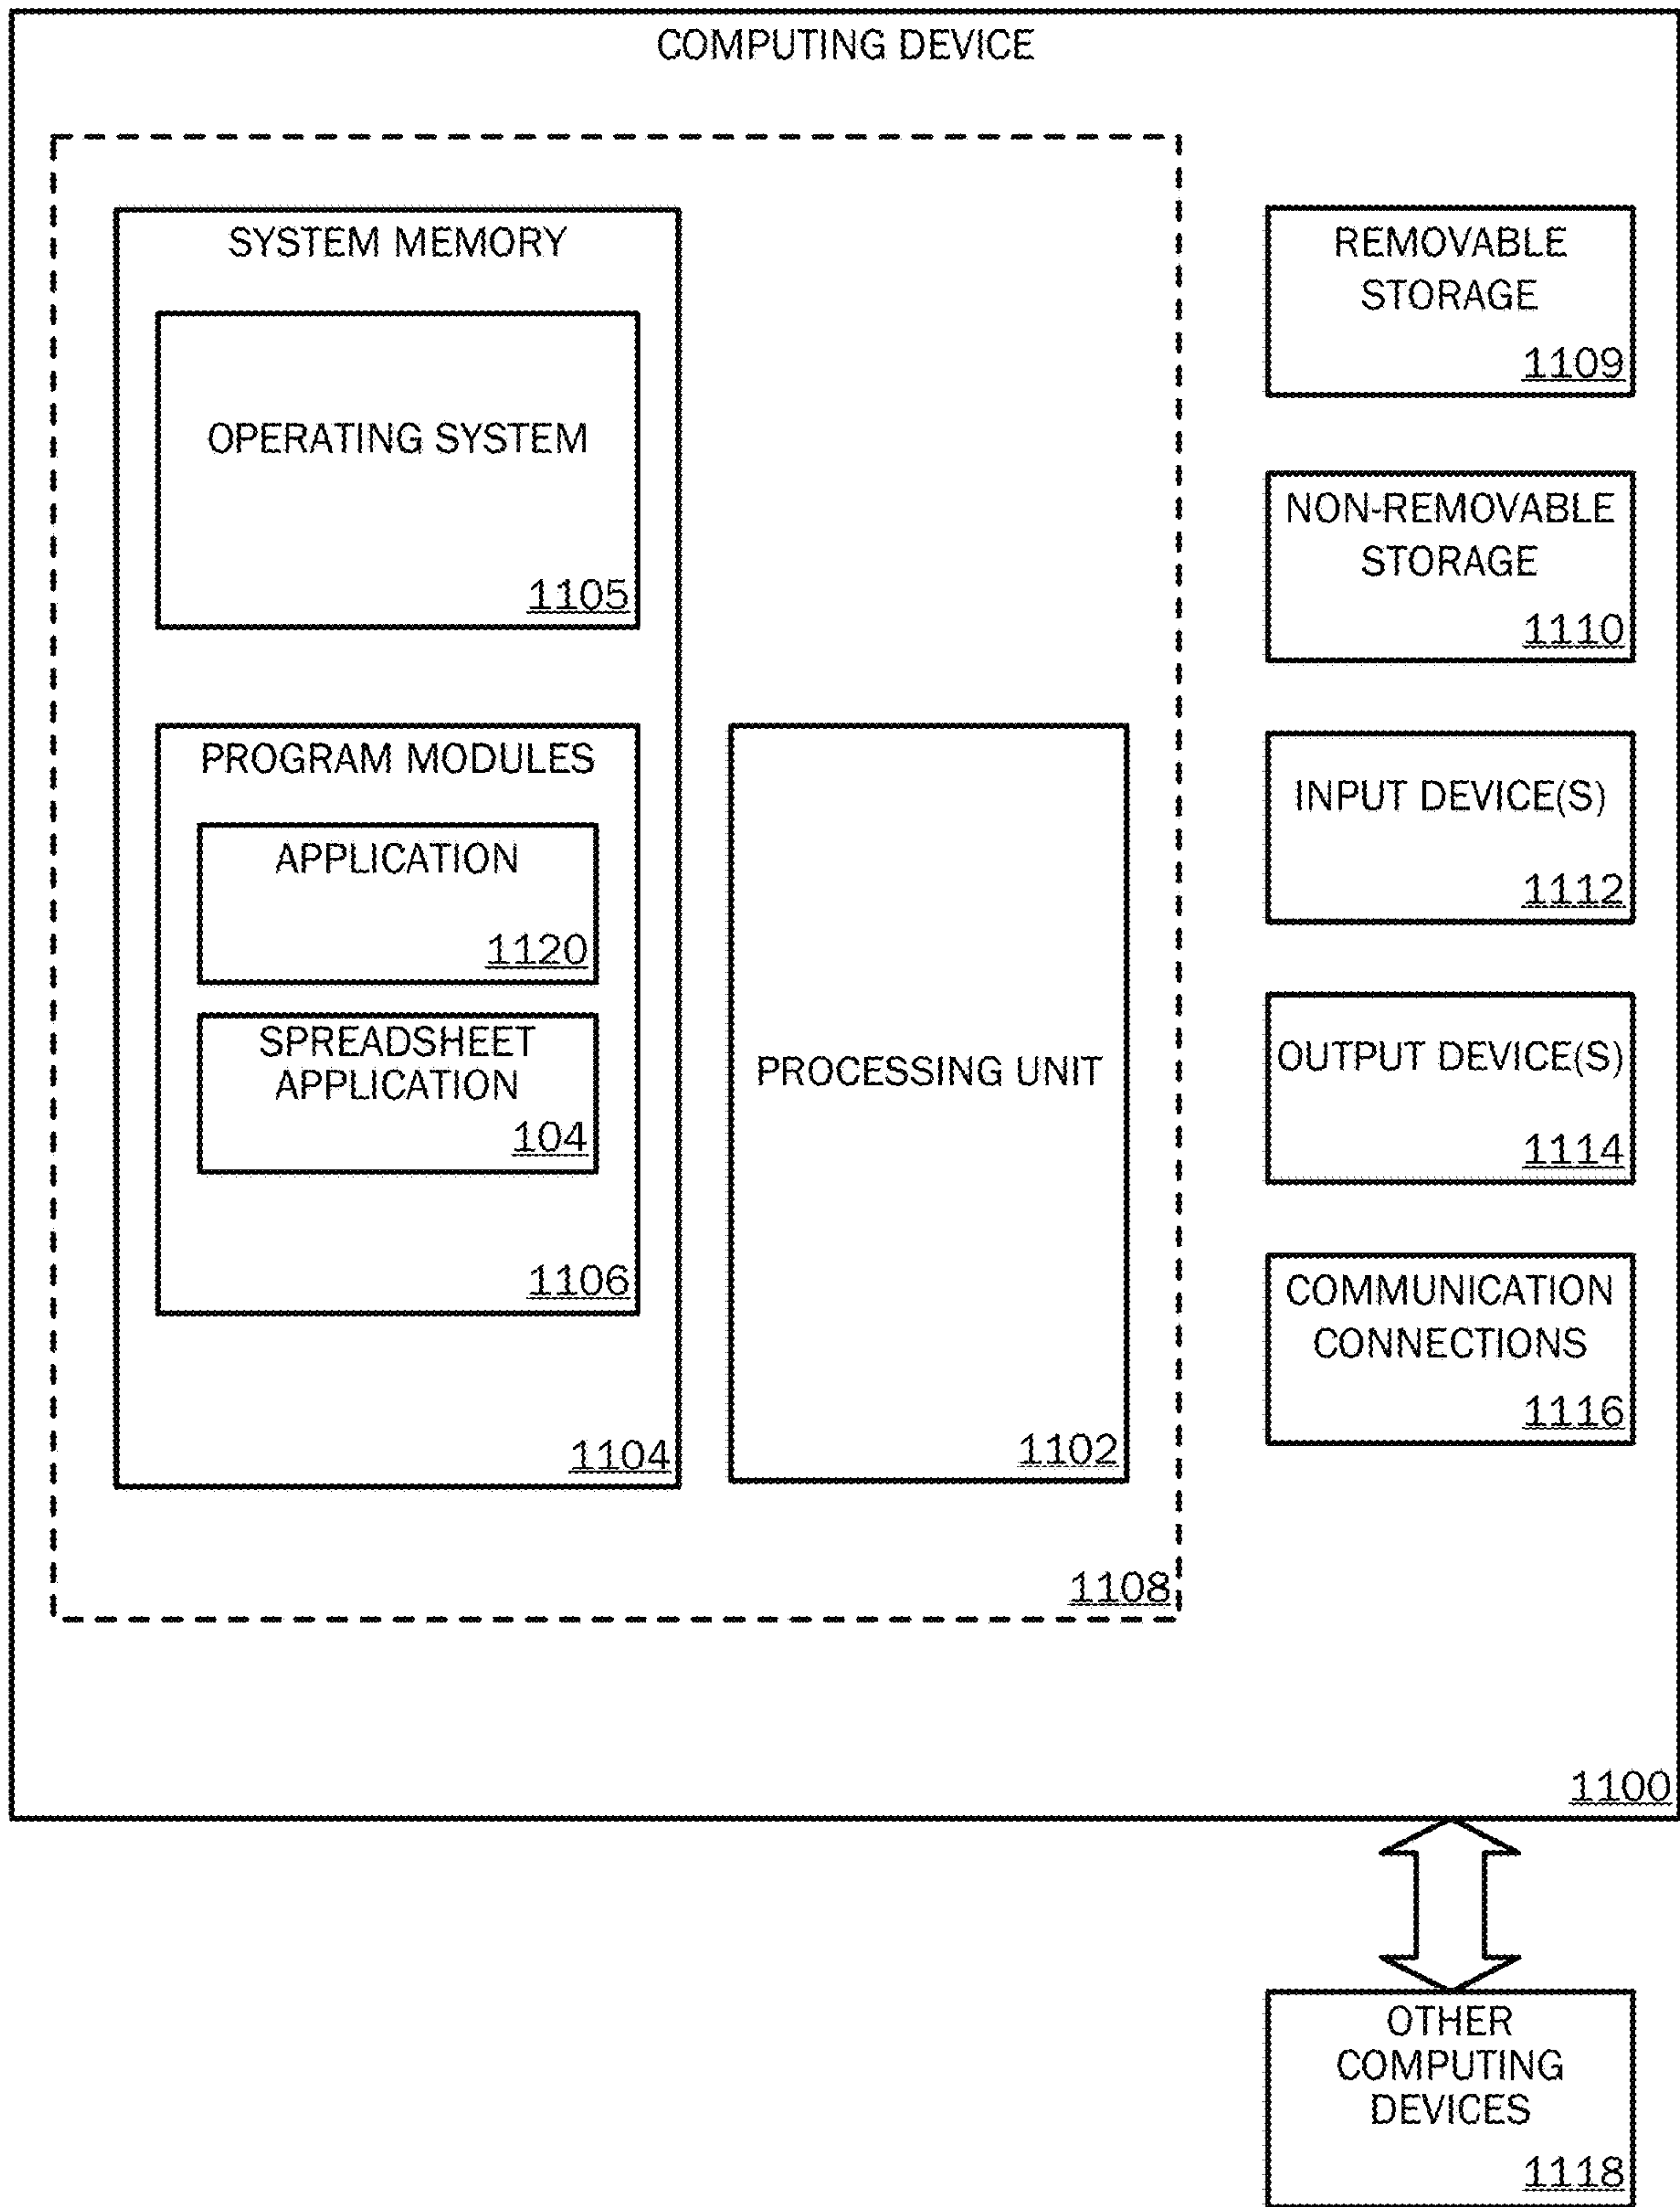 COMPUTING DEVICE
SYSTEM MEMORY
OPERATING SYSTEM
1105
PROGRAM MODULES
APPLICATION
1120
SPREADSHEET
APPLICATION
104
1106
1104
PROCESSING UNIT
1102
1108
REMOVABLE
STORAGE
1109
NON-REMOVABLE
STORAGE
1110
INPUT DEVICE(S)
1112
OUTPUT DEVICE(S)
1114
COMMUNICATION
CONNECTIONS
1116
1100
OTHER
COMPUTING
DEVICES
1118